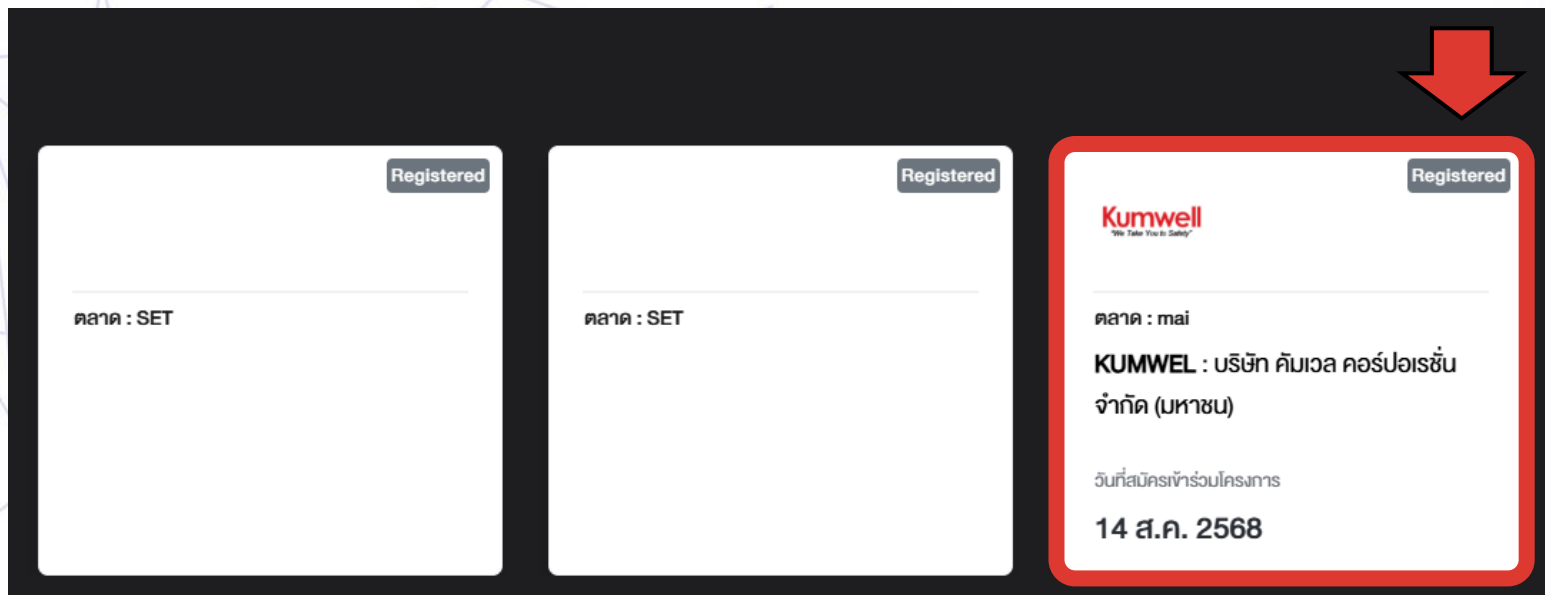 Registered
ตลาด : SET
Registered
ตลาด : SET
Registered
Kumwell
"We Take You to Safety"
ตลาด : mai
KUMWEL : บริษัท คัมเวล คอร์ปอเรชั่น
จำกัด (มหาชน)
วันที่สมัครเข้าร่วมโครงการ
14 ส.ค. 2568